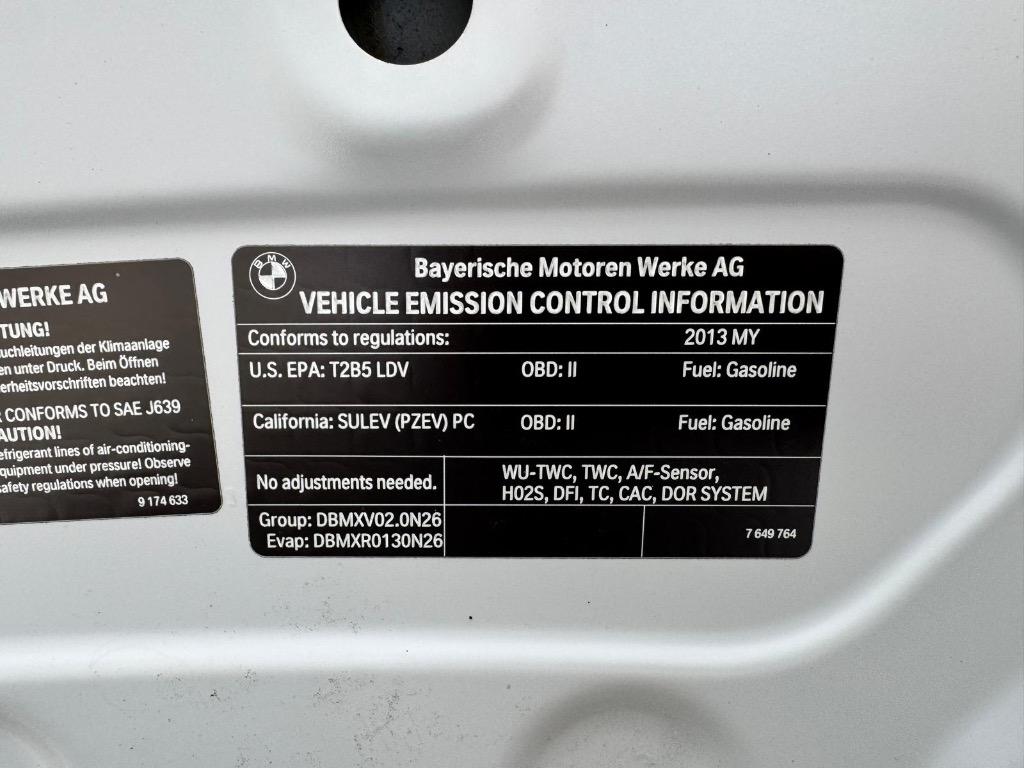 WERKE AG
TUNG!
uchleitungen der Klimaanlage
en unter Druck. Beim Öffnen
erheitsvorschriften beachten!
CONFORMS TO SAE J639
AUTION!
efrigerant lines of air-conditioning-
quipment under pressure! Observe
safety regulations when opening!
9 174 633
BMW
Bayerische Motoren Werke AG
VEHICLE EMISSION CONTROL INFORMATION
Conforms to regulations: 2013 MY
U.S. EPA: T2B5 LDV OBD: II Fuel: Gasoline
California: SULEV (PZEV) PC OBD: II Fuel: Gasoline
No adjustments needed.
WU-TWC, TWC, A/F-Sensor,
H02S, DFI, TC, CAC, DOR SYSTEM
Group: DBMXV02.0N26
Evap: DBMXR0130N26
7 649 764